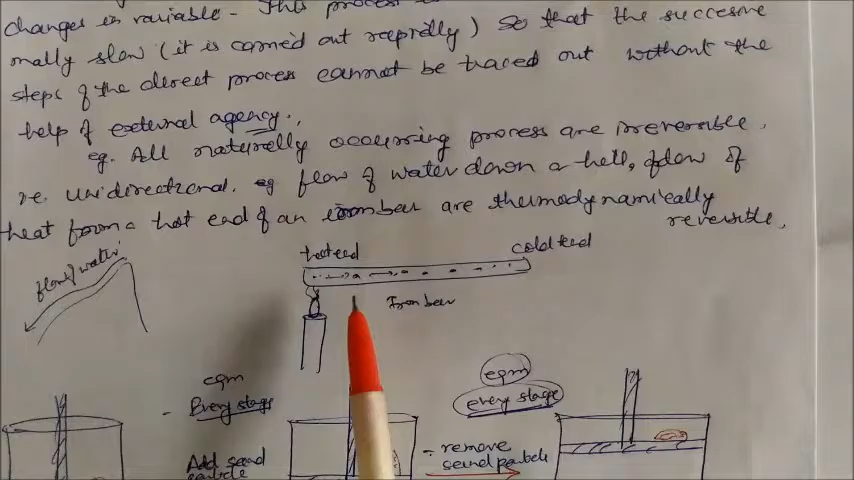 changes is variable - This process is
mally slow (it is carried out rapidly) so that the succesive
steps of the direct process cannot be traced out without the
help of external agency.,
eg. All naturally occurring process are irreversible.
ie. unidirectional. eg flow of water down a hill, flow of
heat from a hot end of an iron bar are thermodynamically
reversible.
flow of water
hot end
cold end
Iron bar
eqm
Every stage
Add sand
particle
eqm
every stage
- remove
sand particle